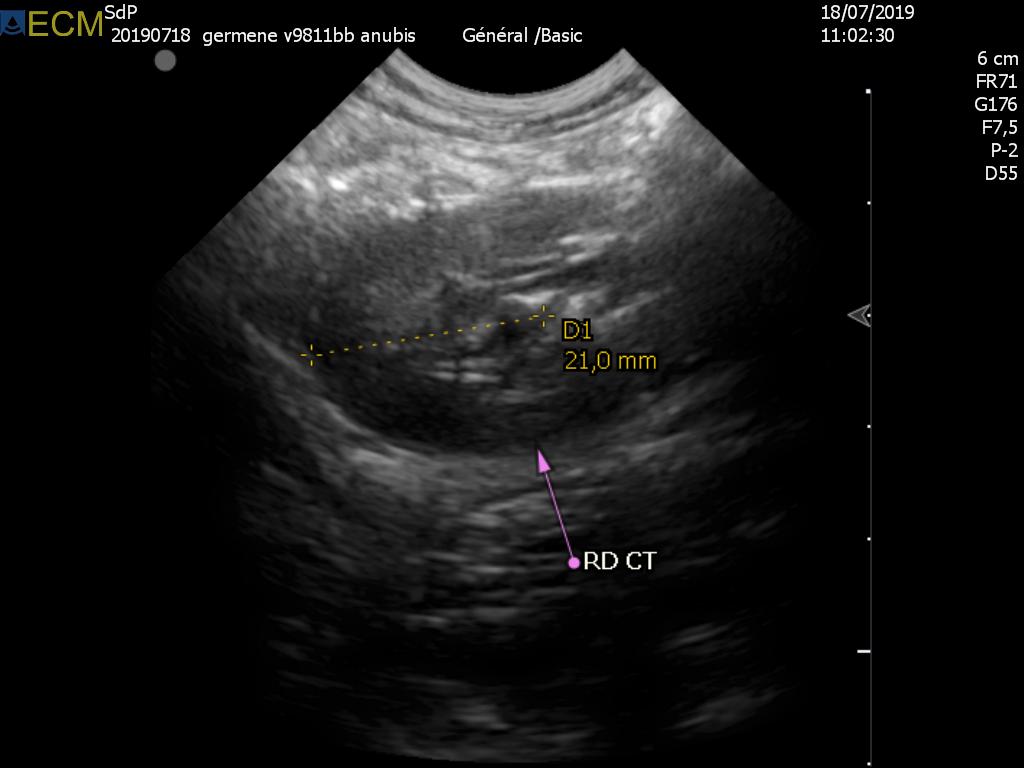 ECM
SdP
20190718 germene v9811bb anubis
Général /Basic
18/07/2019
11:02:30
6 cm
FR71
G176
F7,5
P-2
D55
D1
21,0 mm
RD CT